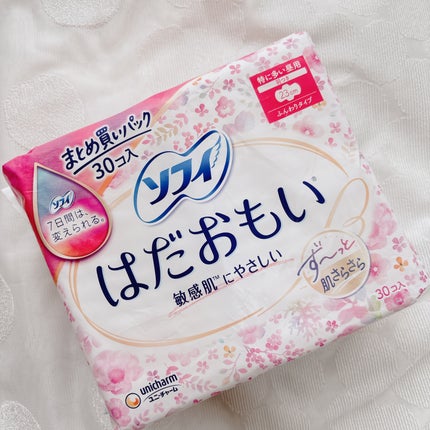 まとめ買いパック
30コ入
ソフィ
7日間は、
変えられる。
特に多い昼用
23cm
ふんわりタイプ
ソフィ
はだおもい
敏感肌™にやさしい
ず〜っと
肌さらさら
30コ入
unicharm
ユニ・チャーム